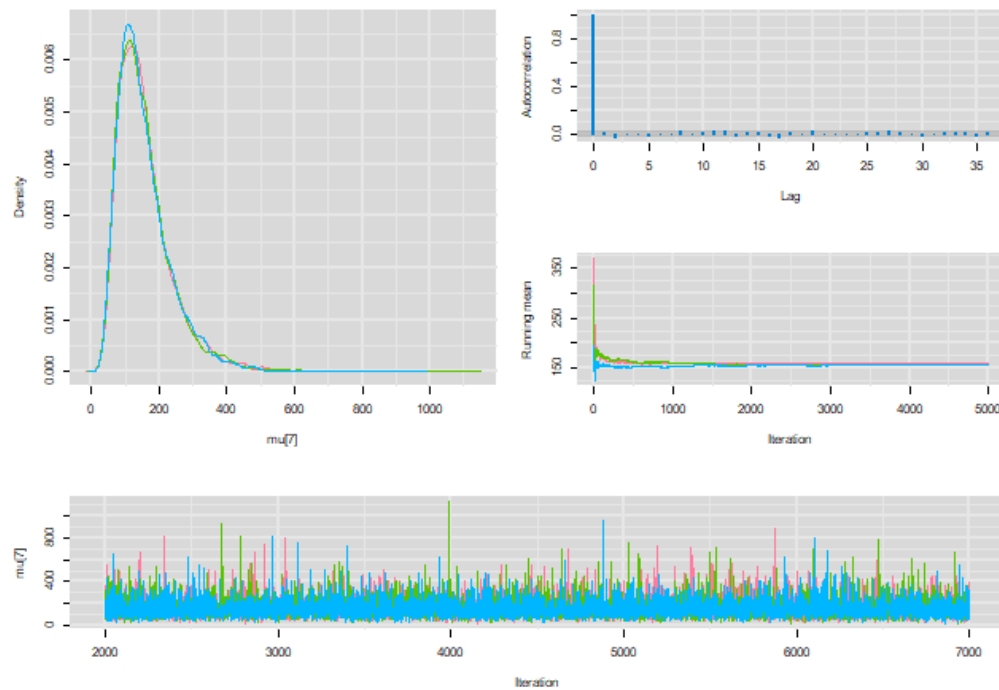 Density
0.006
0.005
0.004
0.003
0.002
0.001
0.000
0 200 400 600 800 1000
mu[7]
Autocorrelation
0.8
0.4
0.0
0 5 10 15 20 25 30 35
Lag
Running mean
350
250
150
0 1000 2000 3000 4000 5000
Iteration
mu[7]
800
400
0
2000 3000 4000 5000 6000 7000
Iteration